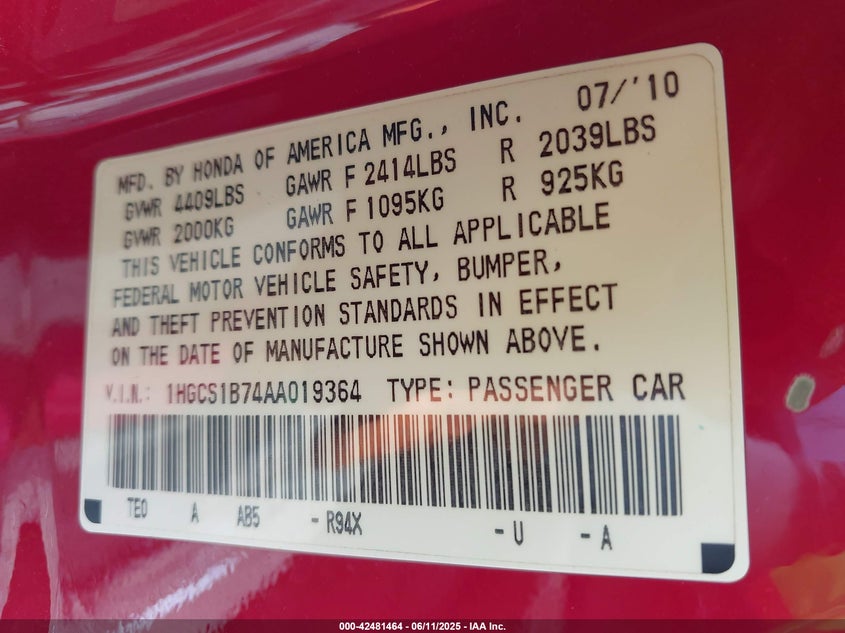 07/'10
MFD. BY HONDA OF AMERICA MFG., INC.
GVWR 4409LBS GAWR F 2414LBS R 2039LBS
GVWR 2000KG GAWR F 1095KG R 925KG
THIS VEHICLE CONFORMS TO ALL APPLICABLE
FEDERAL MOTOR VEHICLE SAFETY, BUMPER,
AND THEFT PREVENTION STANDARDS IN EFFECT
ON THE DATE OF MANUFACTURE SHOWN ABOVE.
V.I.N.: 1HGCS1B74AA019364 TYPE: PASSENGER CAR
TE0 A AB5 - R94X - U - A
000-42481464 - 06/11/2025 - IAA Inc.